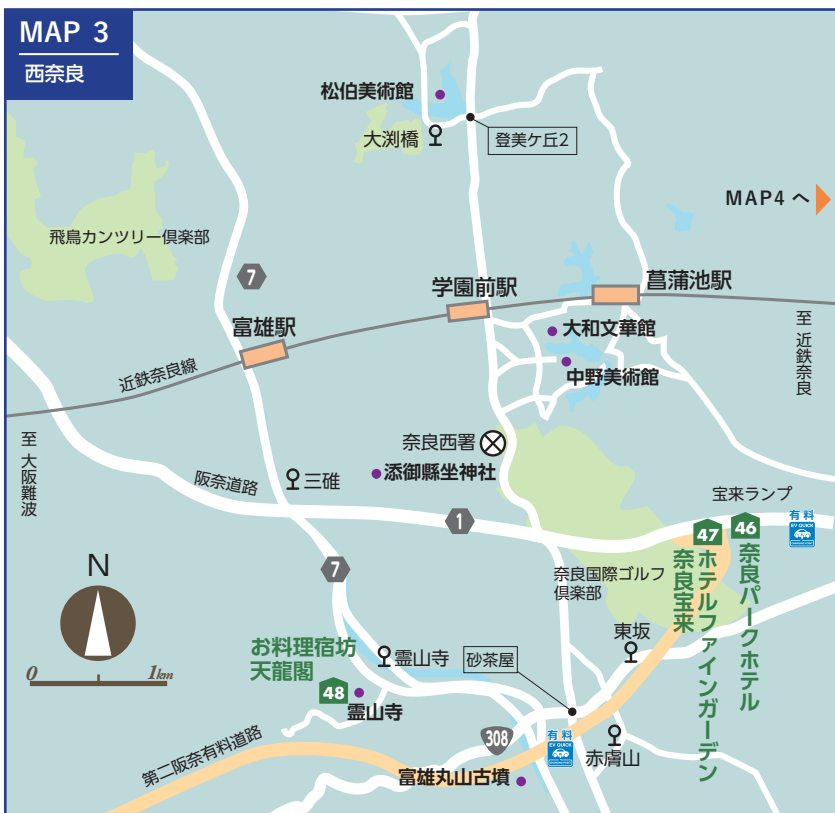 MAP 3
西奈良
松伯美術館
大渕橋
登美ケ丘2
MAP4 へ
飛鳥カンツリー倶楽部
7
学園前駅
菖蒲池駅
富雄駅
大和文華館
至 近鉄奈良
近鉄奈良線
中野美術館
至 大阪難波
奈良西署
阪奈道路
三碓
添御縣坐神社
宝来ランプ
1
有料
EV QUICK
47
46
ホテルファインガーデン
奈良宝来
奈良パークホテル
7
奈良国際ゴルフ
倶楽部
N
東坂
お料理宿坊
天龍閣
霊山寺
砂茶屋
0
1km
48
霊山寺
308
有料
EV QUICK
赤膚山
第二阪奈有料道路
富雄丸山古墳